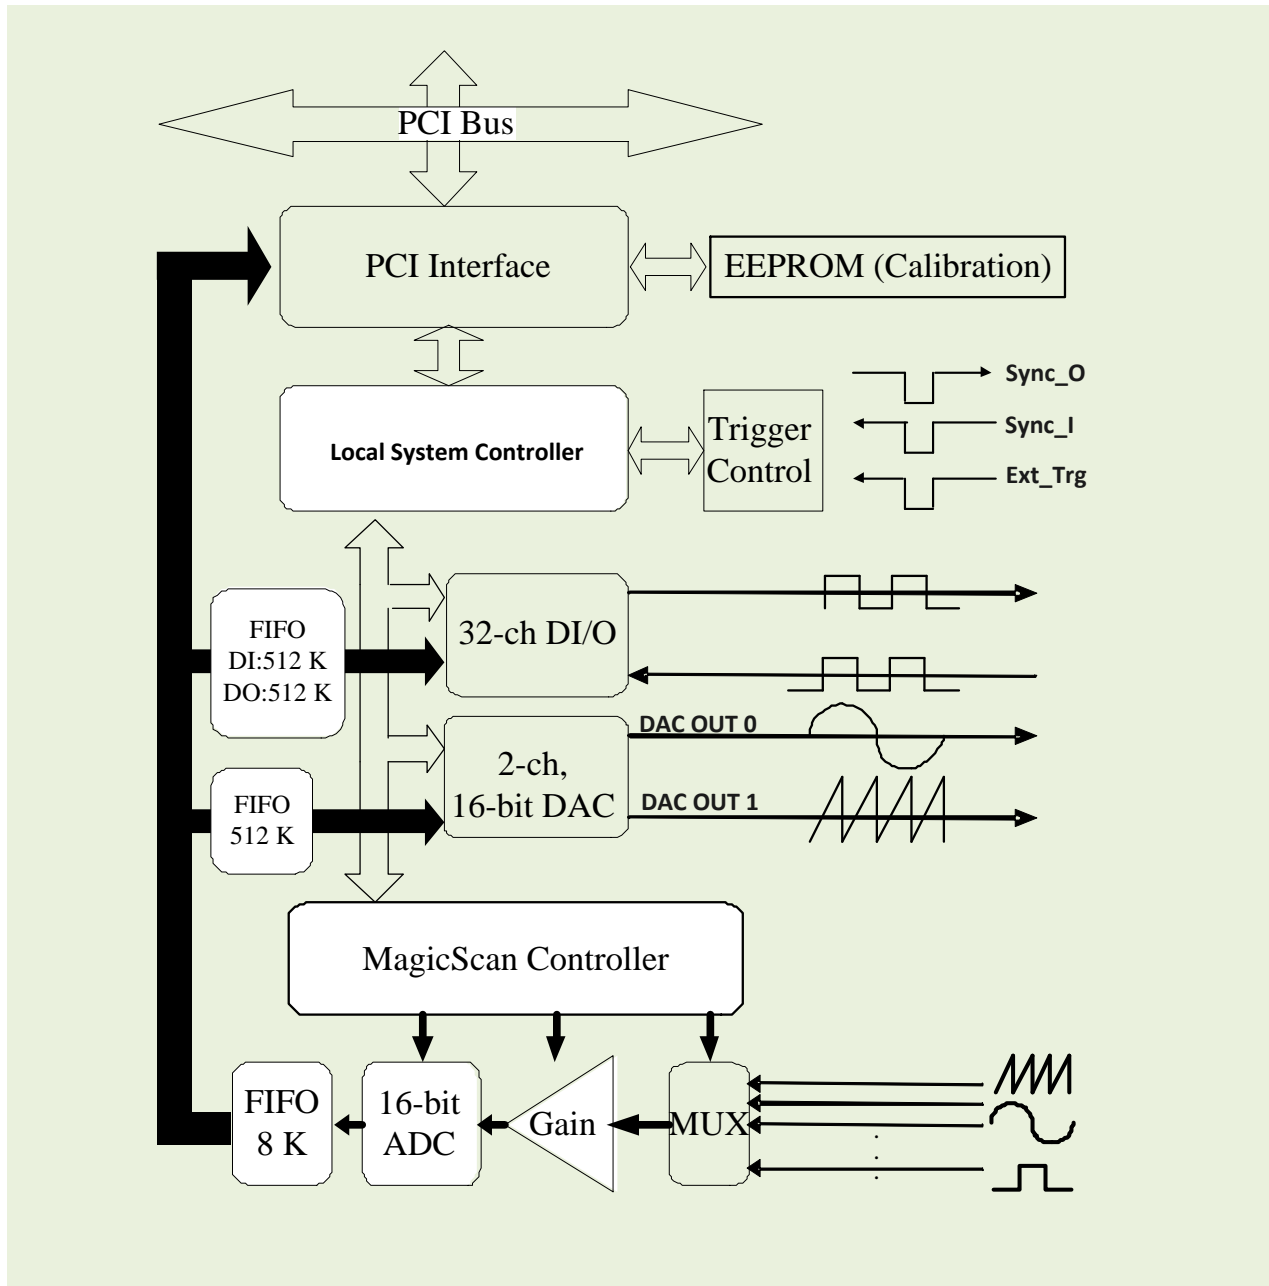 PCI Bus
PCI Interface
EEPROM (Calibration)
Local System Controller
Trigger
Control
Sync_O
Sync_I
Ext_Trg
FIFO
DI:512 K
DO:512 K
32-ch DI/O
FIFO
512 K
2-ch,
16-bit DAC
DAC OUT 0
DAC OUT 1
MagicScan Controller
FIFO
8 K
16-bit
ADC
Gain
MUX